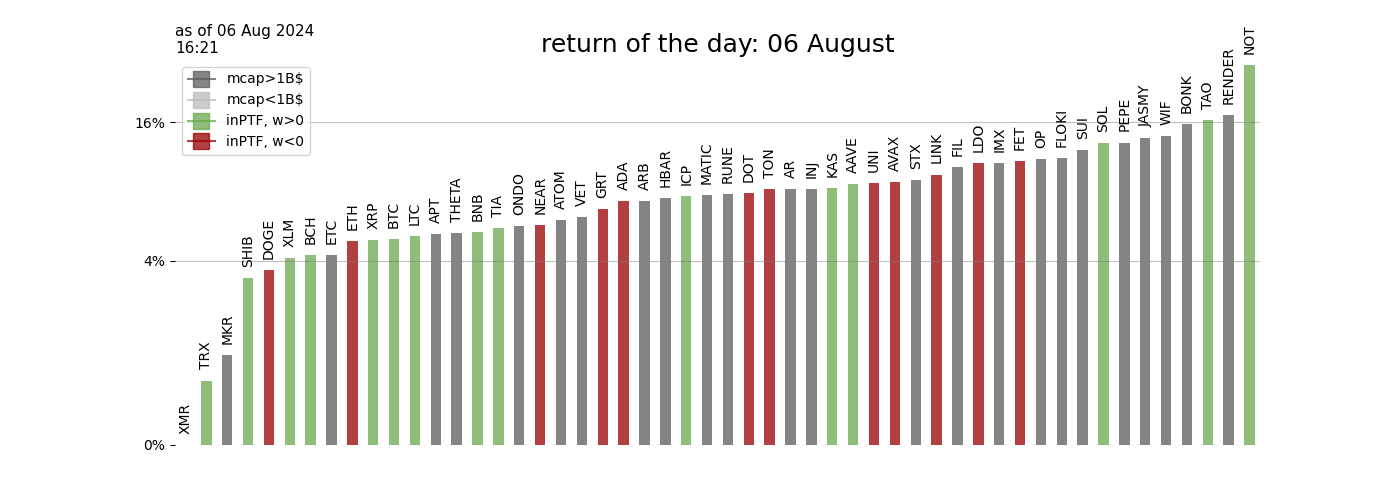 as of 06 Aug 2024
16:21
return of the day: 06 August
mcap>1B$
mcap<1B$
inPTF, w>0
inPTF, w<0
16%
4%
0%
XMR
TRX
MKR
SHIB
DOGE
XLM
BCH
ETC
ETH
XRP
BTC
LTC
APT
THETA
BNB
TIA
ONDO
NEAR
ATOM
VET
GRT
ADA
ARB
HBAR
ICP
MATIC
RUNE
DOT
TON
AR
INJ
KAS
AAVE
UNI
AVAX
STX
LINK
FIL
LDO
IMX
FET
OP
FLOKI
SUI
SOL
PEPE
JASMY
WIF
BONK
TAO
RENDER
NOT